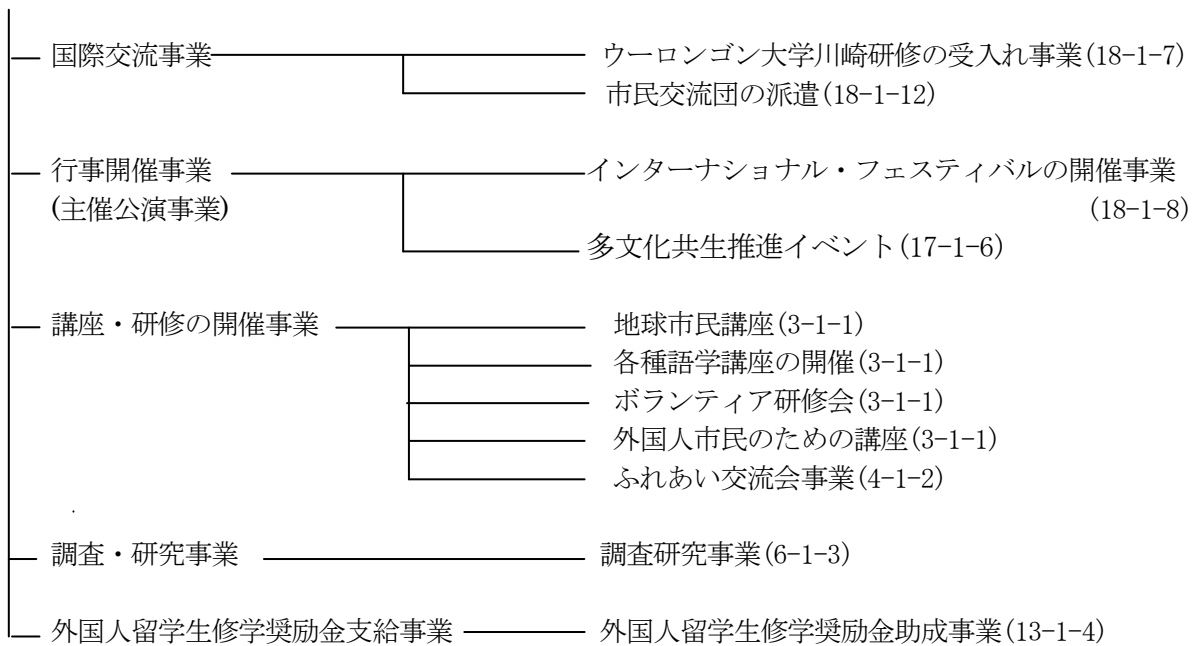 国際交流事業 ウーロンゴン大学川崎研修の受入れ事業(18-1-7)
市民交流団の派遣(18-1-12)
行事開催事業 インターナショナル・フェスティバルの開催事業
(主催公演事業) (18-1-8)
多文化共生推進イベント(17-1-6)
講座・研修の開催事業 地球市民講座(3-1-1)
各種語学講座の開催(3-1-1)
ボランティア研修会(3-1-1)
外国人市民のための講座(3-1-1)
ふれあい交流会事業(4-1-2)
調査・研究事業 調査研究事業(6-1-3)
外国人留学生修学奨励金支給事業 外国人留学生修学奨励金助成事業(13-1-4)